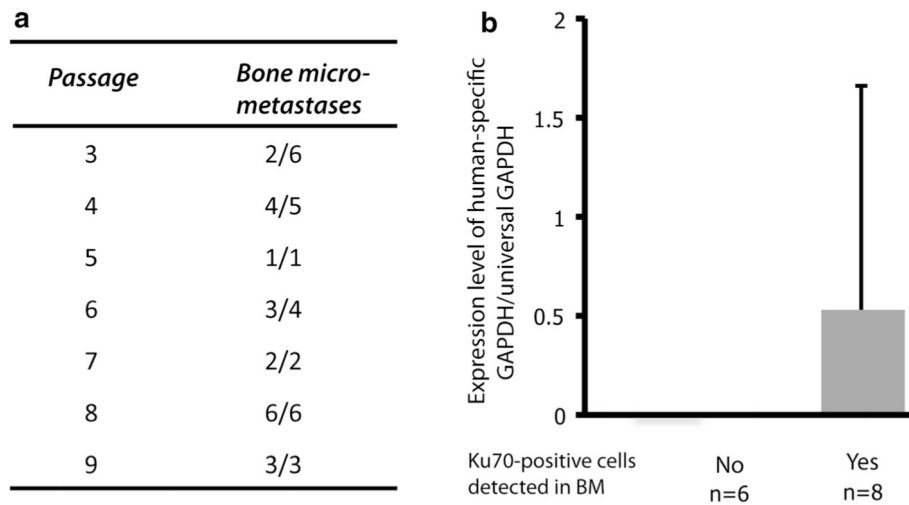 a
Passage Bone micro-
metastases
3 2/6
4 4/5
5 1/1
6 3/4
7 2/2
8 6/6
9 3/3
b
Expression level of human-specific
GAPDH/universal GAPDH
2
1.5
1
0.5
0
Ku70-positive cells
detected in BM
No Yes
n=6 n=8